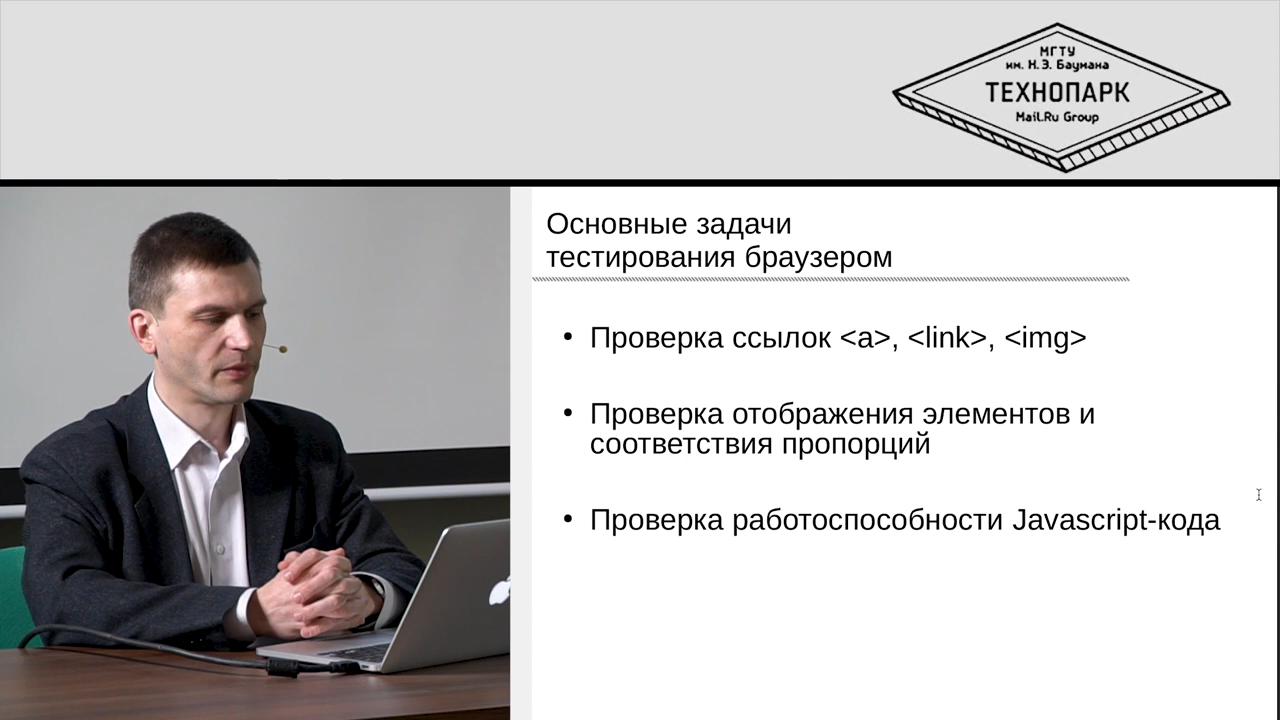 МГТУ
им. Н.Э. Баумана
ТЕХНОПАРК
Mail.Ru Group
Основные задачи
тестирования браузером
• Проверка ссылок <a>, <link>, <img>
• Проверка отображения элементов и
соответствия пропорций
• Проверка работоспособности Javascript-кода